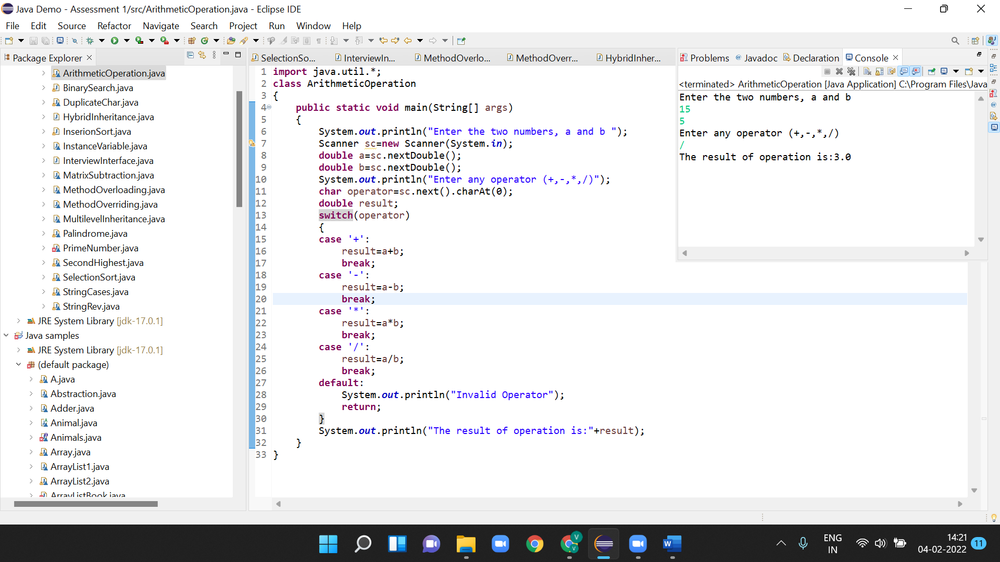 Java Demo - Assessment 1/src/ArithmeticOperation.java - Eclipse IDE
File Edit Source Refactor Navigate Search Project Run Window Help
Package Explorer
ArithmeticOperation.java
BinarySearch.java
DuplicateChar.java
HybridInheritance.java
InserionSort.java
InstanceVariable.java
InterviewInterface.java
MatrixSubtraction.java
MethodOverloading.java
MethodOverriding.java
MultilevelInheritance.java
Palindrome.java
PrimeNumber.java
SecondHighest.java
SelectionSort.java
StringCases.java
StringRev.java
JRE System Library [jdk-17.0.1]
Java samples
JRE System Library [jdk-17.0.1]
(default package)
A.java
Abstraction.java
Adder.java
Animal.java
Animals.java
Array.java
ArrayList1.java
ArrayList2.java
ArrayListBook.java
SelectionSo... InterviewIn... MethodOverlo... MethodOverr... HybridInher...
1 import java.util.*;
2 class ArithmeticOperation
3 {
4 public static void main(String[] args)
5 {
6 System.out.println("Enter the two numbers, a and b ");
7 Scanner sc=new Scanner(System.in);
8 double a=sc.nextDouble();
9 double b=sc.nextDouble();
10 System.out.println("Enter any operator (+,-,*,/)");
11 char operator=sc.next().charAt(0);
12 double result;
13 switch(operator)
14 {
15 case '+':
16 result=a+b;
17 break;
18 case '-':
19 result=a-b;
20 break;
21 case '*':
22 result=a*b;
23 break;
24 case '/':
25 result=a/b;
26 break;
27 default:
28 System.out.println("Invalid Operator");
29 return;
30 }
31 System.out.println("The result of operation is:"+result);
32 }
33 }
Problems @ Javadoc Declaration Console
<terminated> ArithmeticOperation [Java Application] C:\Program Files\Java
Enter the two numbers, a and b
15
5
Enter any operator (+,-,*,/)
/
The result of operation is:3.0
V
V
W
ENG
IN
14:21
04-02-2022
11